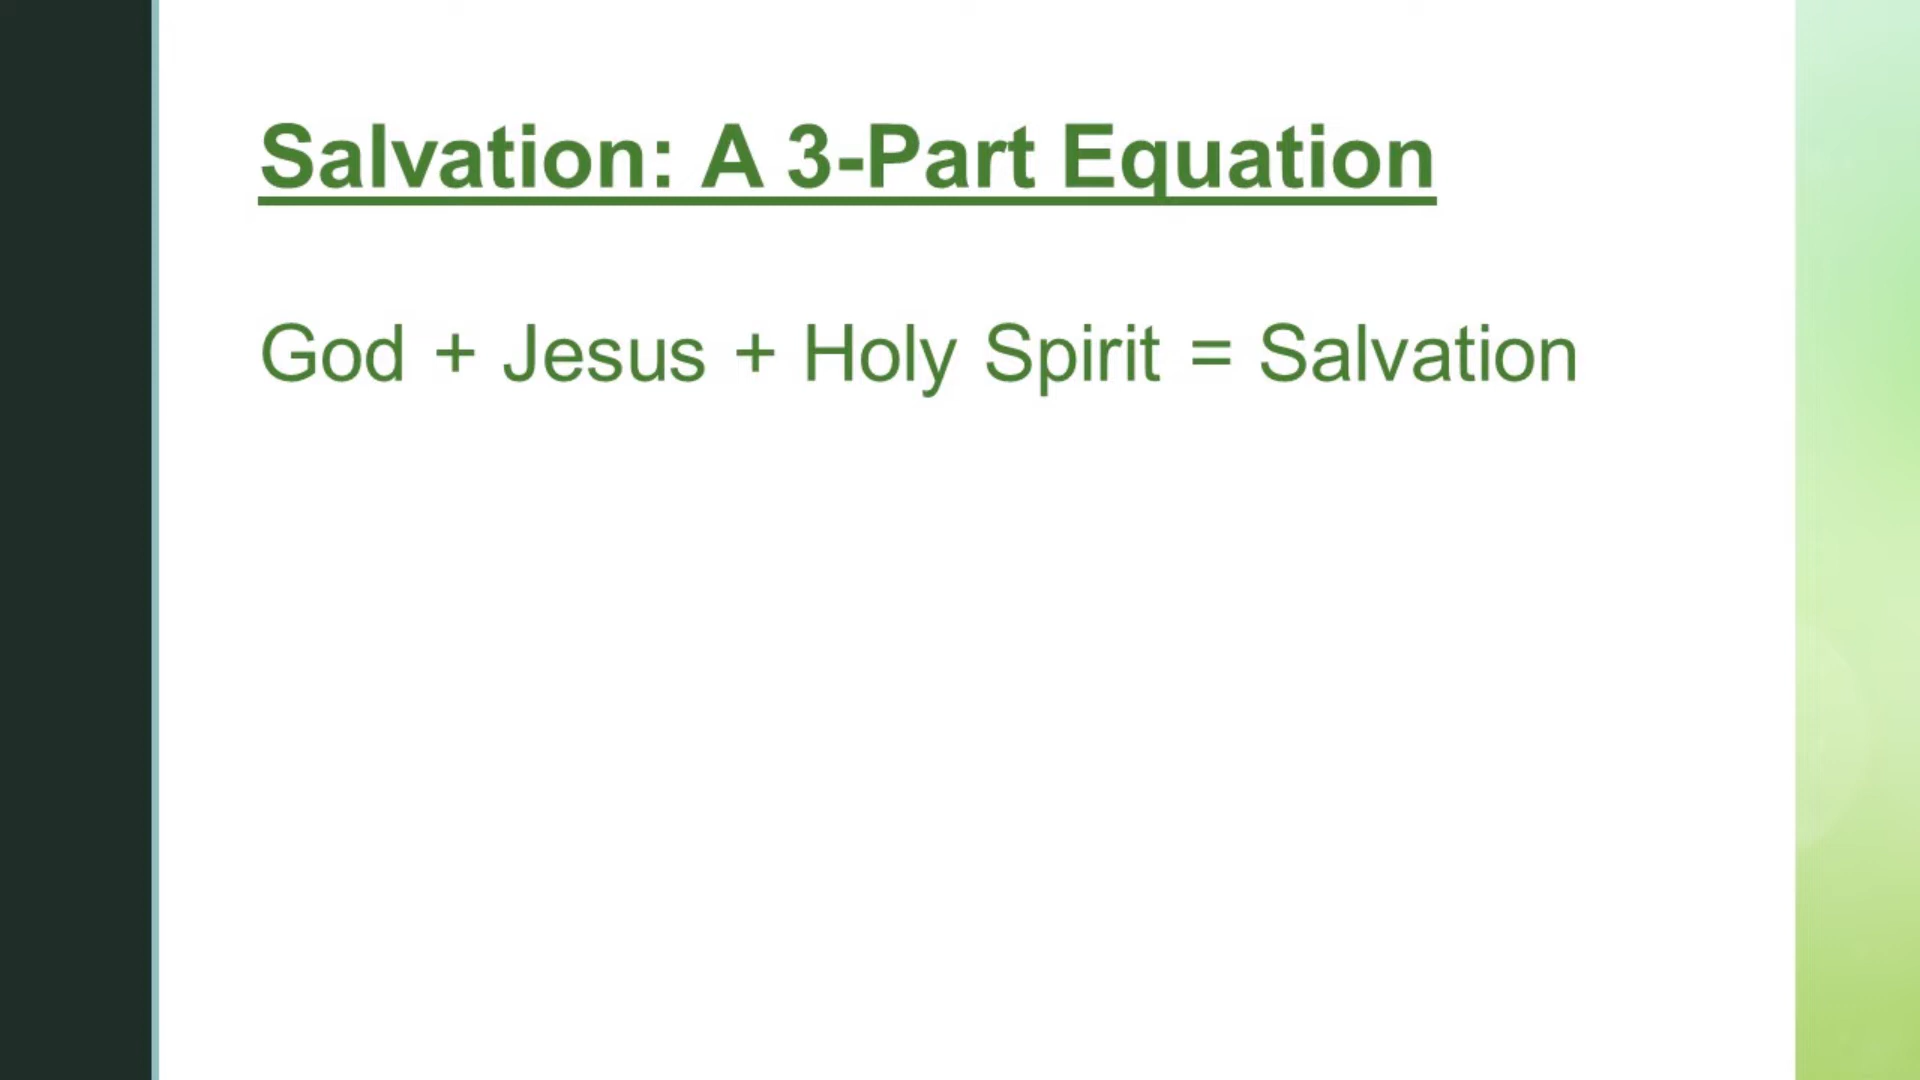 Salvation: A 3-Part Equation
God + Jesus + Holy Spirit = Salvation